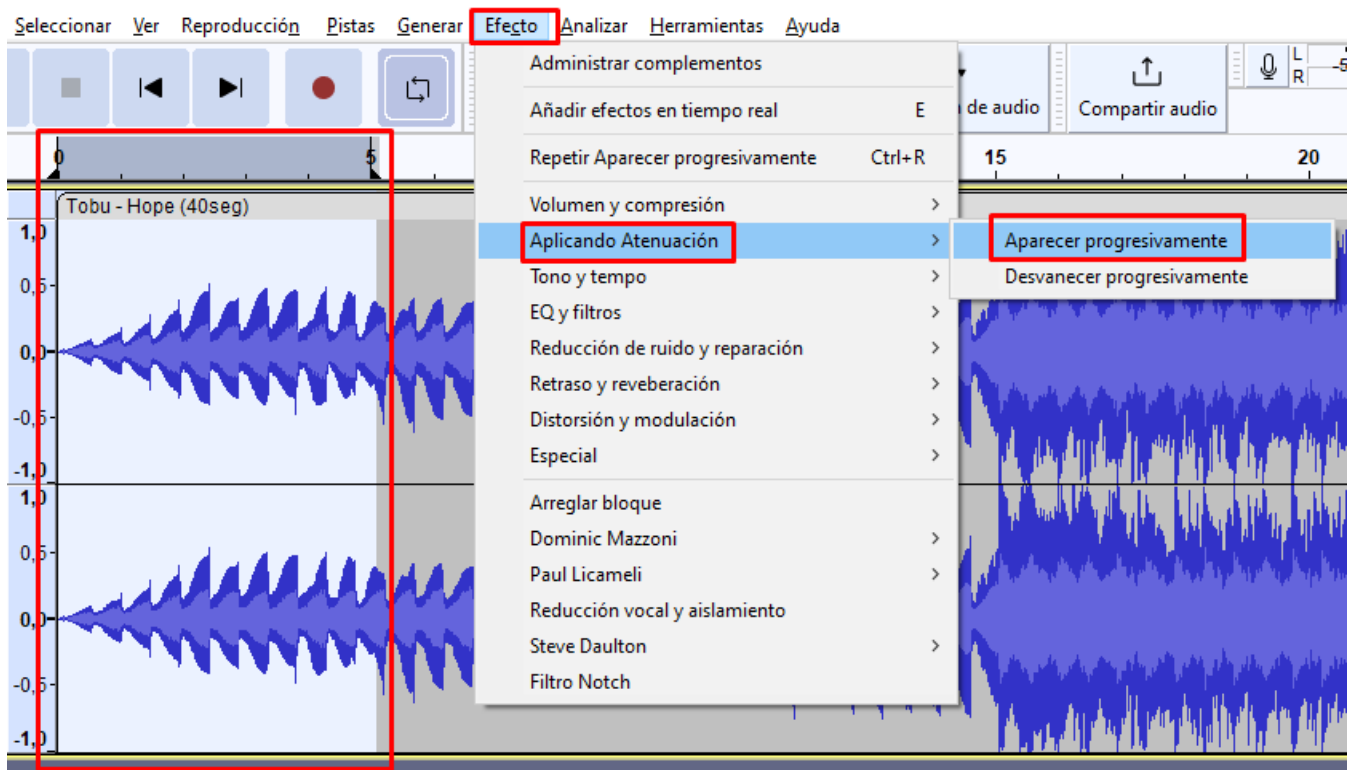 Seleccionar Ver Reproducción Pistas Generar Efecto Analizar Herramientas Ayuda
Administrar complementos
Añadir efectos en tiempo real E
Repetir Aparecer progresivamente Ctrl+R
Volumen y compresión
Aplicando Atenuación
Tono y tempo
EQ y filtros
Reducción de ruido y reparación
Retraso y reveberación
Distorsión y modulación
Especial
Arreglar bloque
Dominic Mazzoni
Paul Licameli
Reducción vocal y aislamiento
Steve Daulton
Filtro Notch
Aparecer progresivamente
Desvanecer progresivamente
de audio
Compartir audio
L
R
-5
0 5 15 20
Tobu - Hope (40seg)
1,0
0,5
0,0
-0,5
-1,0
1,0
0,5
0,0
-0,5
-1,0